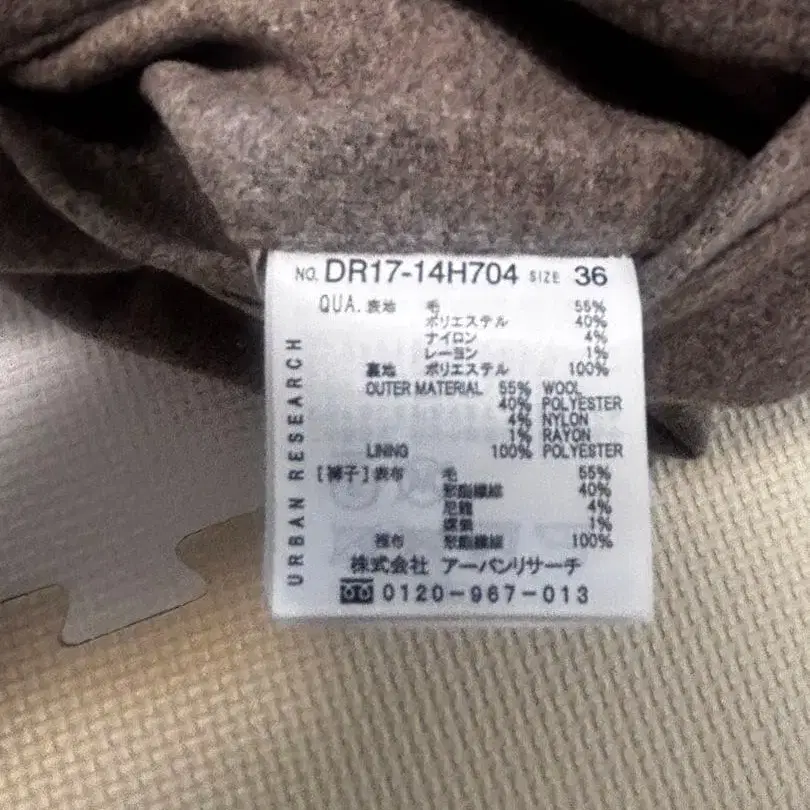 NO. DR17-14H704 SIZE 36
QUA. 表地 毛 55%
ポリエステル 40%
ナイロン 4%
レーヨン 1%
裏地 ポリエステル 100%
OUTER MATERIAL 55% WOOL
40% POLYESTER
4% NYLON
1% RAYON
LINING 100% POLYESTER
[褲子] 表布 毛 55%
聚酯纖維 40%
尼龍 4%
嫘縈 1%
裡布 聚酯纖維 100%
株式会社 アーバンリサーチ
0120-967-013
URBAN RESEARCH